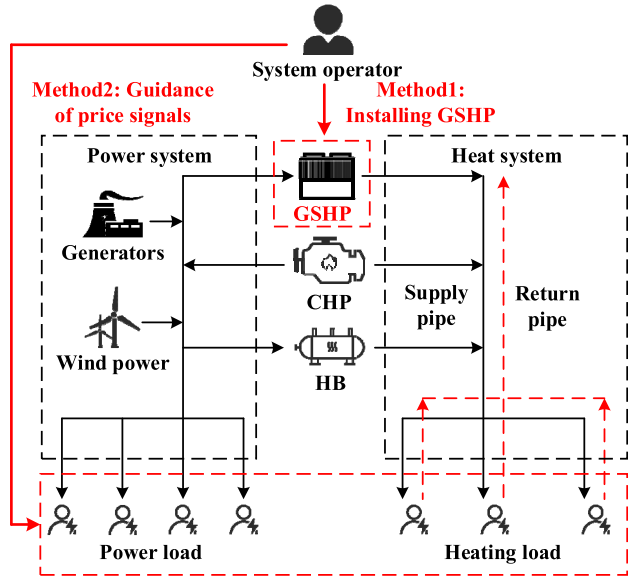 System operator
Method2: Guidance
of price signals
Method1:
Installing GSHP
Power system
Heat system
GSHP
Generators
CHP
Supply
pipe
Return
pipe
Wind power
HB
Power load
Heating load